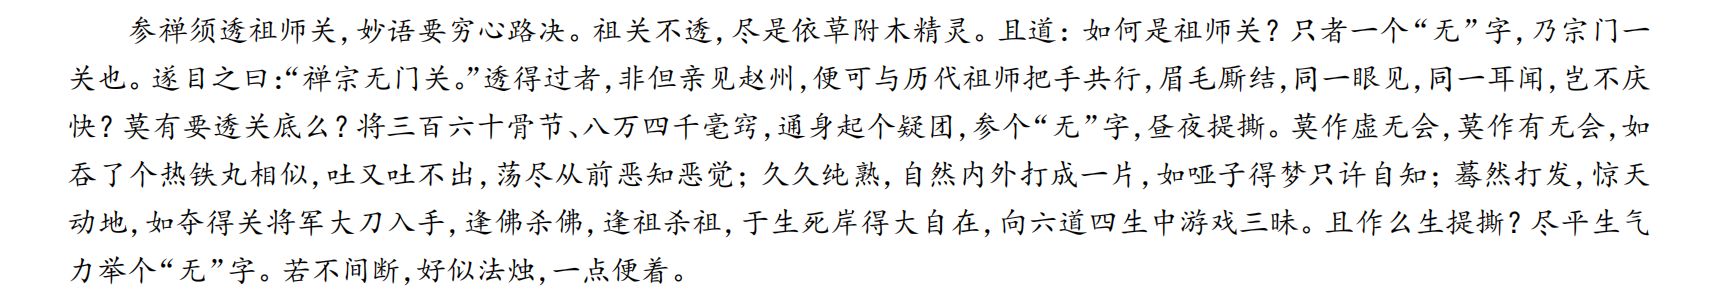 参禅须透祖师关,妙语要穷心路决。祖关不透,尽是依草附木精灵。且道:如何是祖师关?只者一个“无”字,乃宗门一
关也。遂目之曰:“禅宗无门关。”透得过者,非但亲见赵州,便可与历代祖师把手共行,眉毛厮结,同一眼见,同一耳闻,岂不庆
快?莫有要透关底么?将三百六十骨节、八万四千毫窍,通身起个疑团,参个“无”字,昼夜提撕。莫作虚无会,莫作有无会,如
吞了个热铁丸相似,吐又吐不出,荡尽从前恶知恶觉;久久纯熟,自然内外打成一片,如哑子得梦只许自知;蓦然打发,惊天
动地,如夺得关将军大刀入手,逢佛杀佛,逢祖杀祖,于生死岸得大自在,向六道四生中游戏三昧。且作么生提撕?尽平生气
力举个“无”字。若不间断,好似法烛,一点便着。